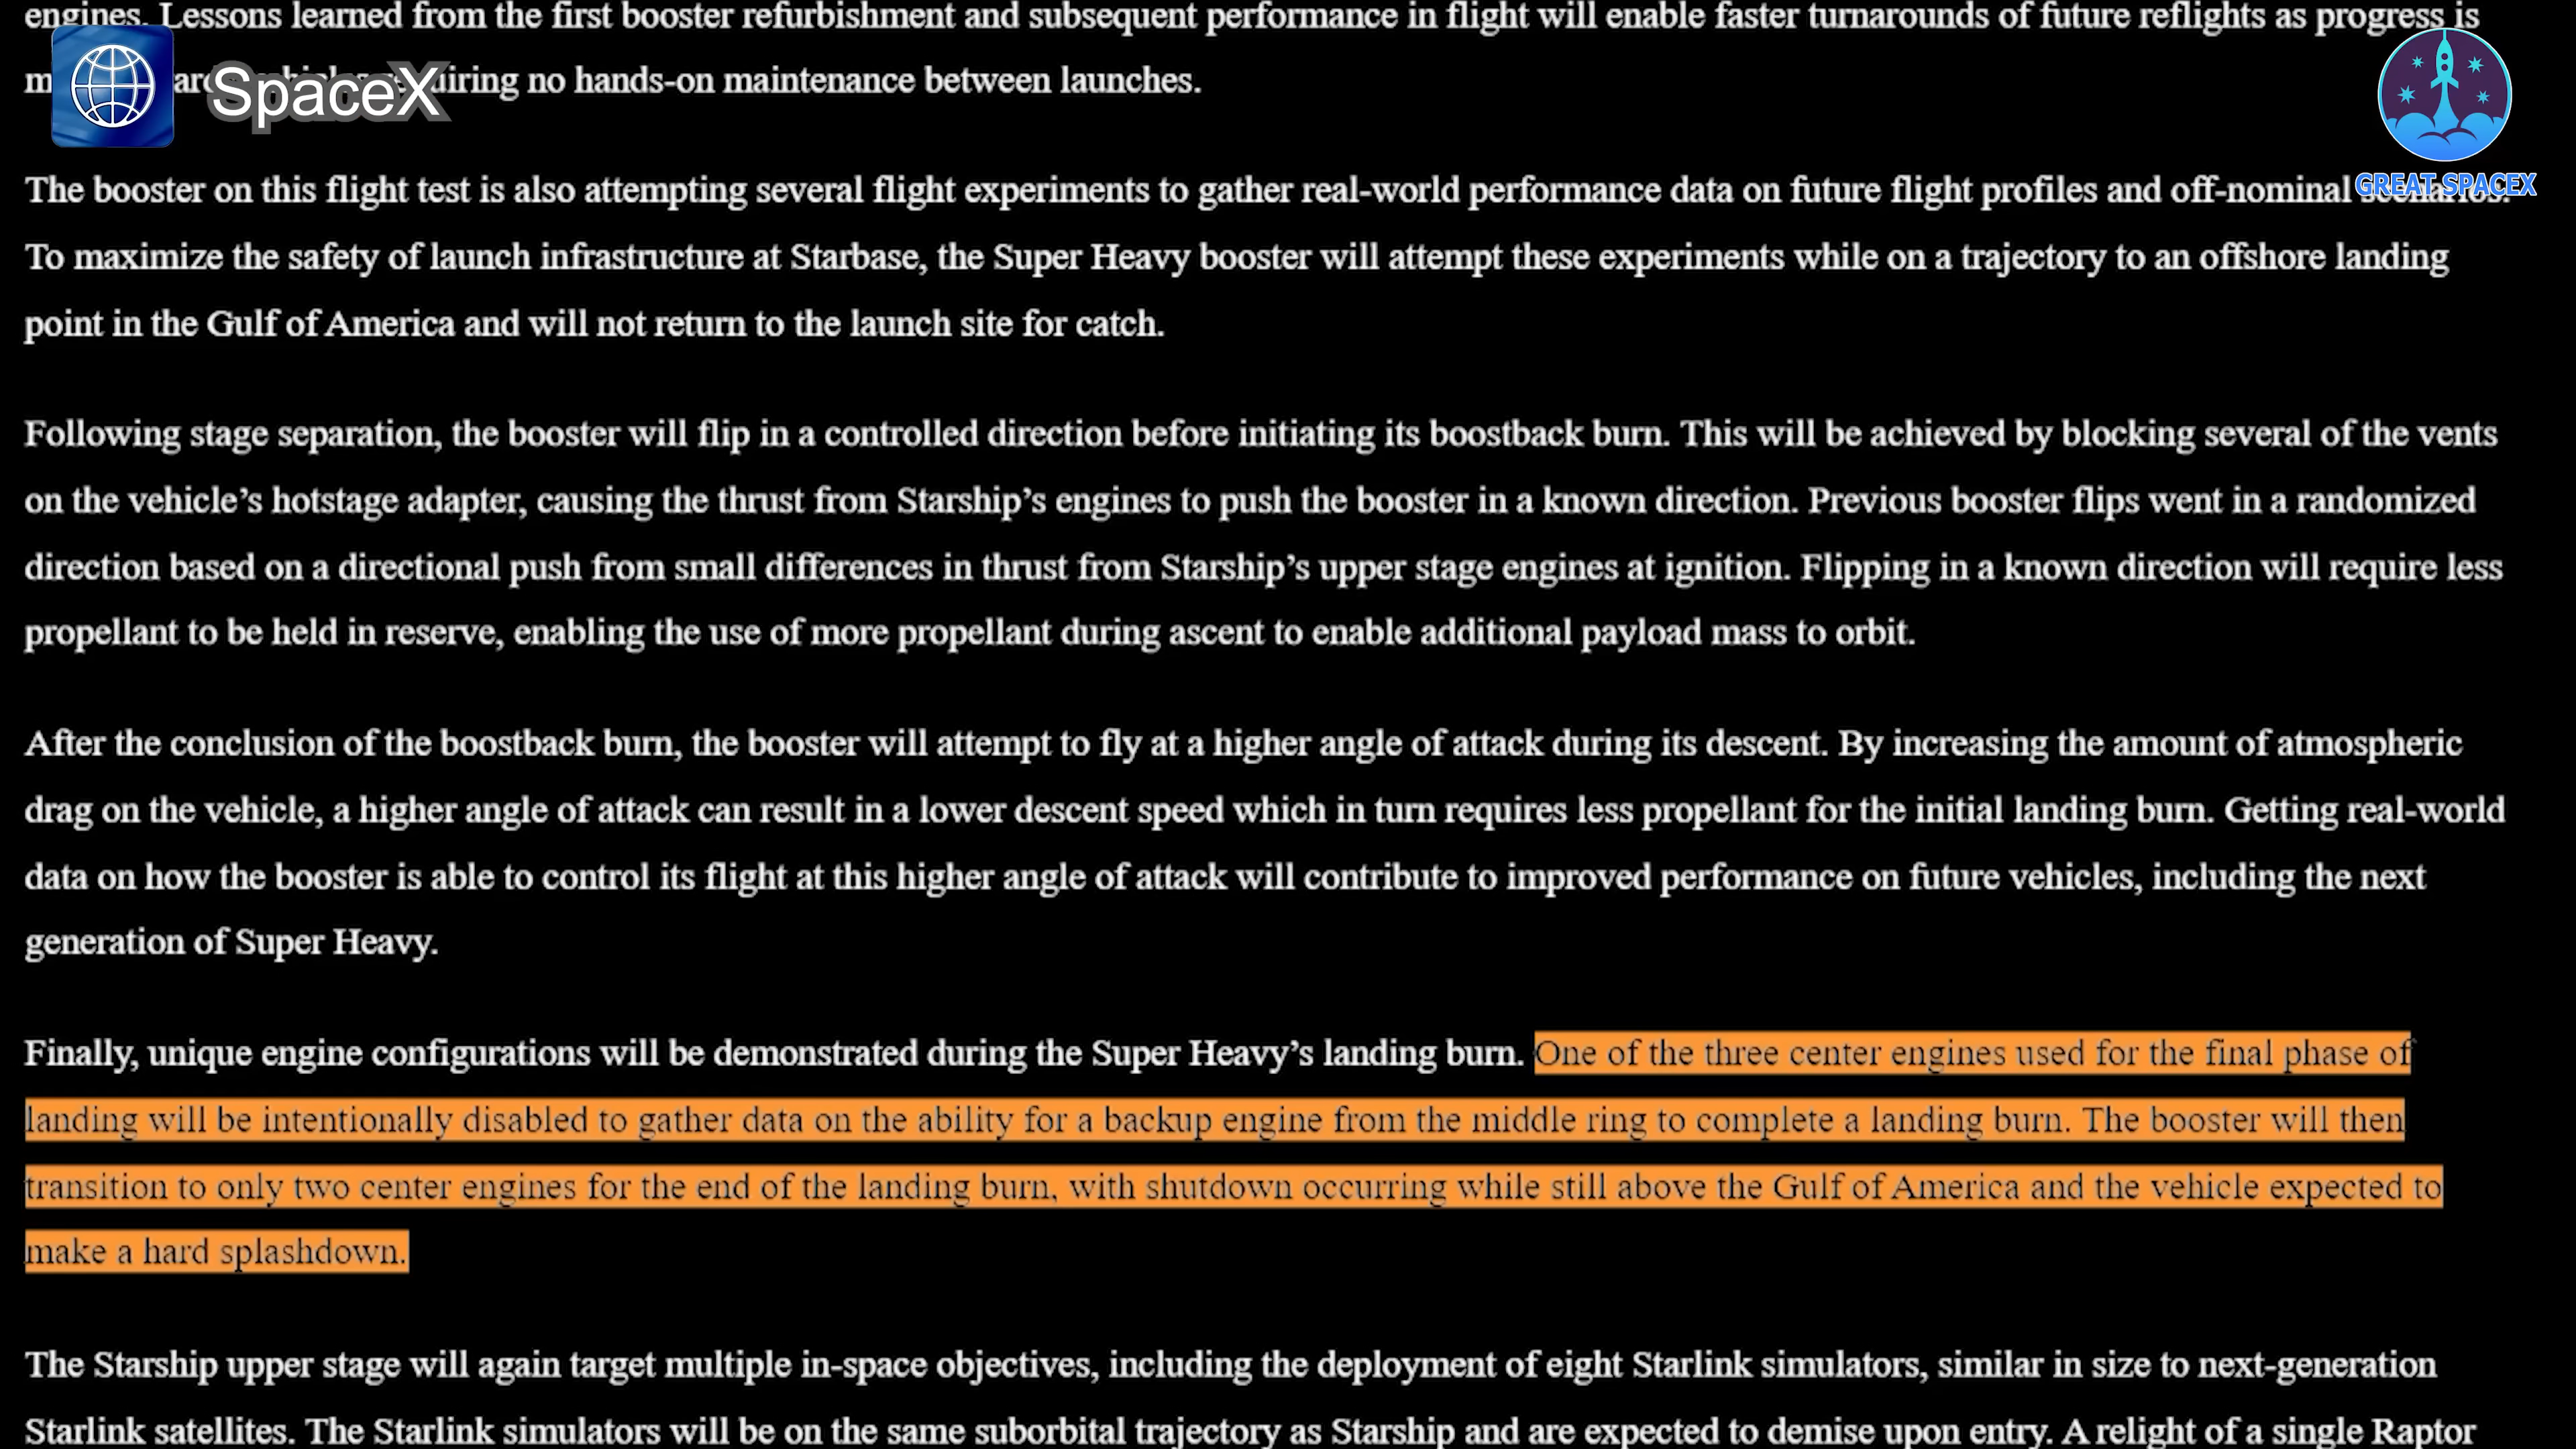 engines. Lessons learned from the first booster refurbishment and subsequent performance in flight will enable faster turnarounds of future reflights as progress is
no hands-on maintenance between launches.
SpaceX
GREAT SPACEX
The booster on this flight test is also attempting several flight experiments to gather real-world performance data on future flight profiles and off-nominal scenarios.
To maximize the safety of launch infrastructure at Starbase, the Super Heavy booster will attempt these experiments while on a trajectory to an offshore landing
point in the Gulf of America and will not return to the launch site for catch.
Following stage separation, the booster will flip in a controlled direction before initiating its boostback burn. This will be achieved by blocking several of the vents
on the vehicle’s hotstage adapter, causing the thrust from Starship’s engines to push the booster in a known direction. Previous booster flips went in a randomized
direction based on a directional push from small differences in thrust from Starship’s upper stage engines at ignition. Flipping in a known direction will require less
propellant to be held in reserve, enabling the use of more propellant during ascent to enable additional payload mass to orbit.
After the conclusion of the boostback burn, the booster will attempt to fly at a higher angle of attack during its descent. By increasing the amount of atmospheric
drag on the vehicle, a higher angle of attack can result in a lower descent speed which in turn requires less propellant for the initial landing burn. Getting real-world
data on how the booster is able to control its flight at this higher angle of attack will contribute to improved performance on future vehicles, including the next
generation of Super Heavy.
Finally, unique engine configurations will be demonstrated during the Super Heavy’s landing burn. One of the three center engines used for the final phase of
landing will be intentionally disabled to gather data on the ability for a backup engine from the middle ring to complete a landing burn. The booster will then
transition to only two center engines for the end of the landing burn, with shutdown occurring while still above the Gulf of America and the vehicle expected to
make a hard splashdown.
The Starship upper stage will again target multiple in-space objectives, including the deployment of eight Starlink simulators, similar in size to next-generation
Starlink satellites. The Starlink simulators will be on the same suborbital trajectory as Starship and are expected to demise upon entry. A relight of a single Raptor